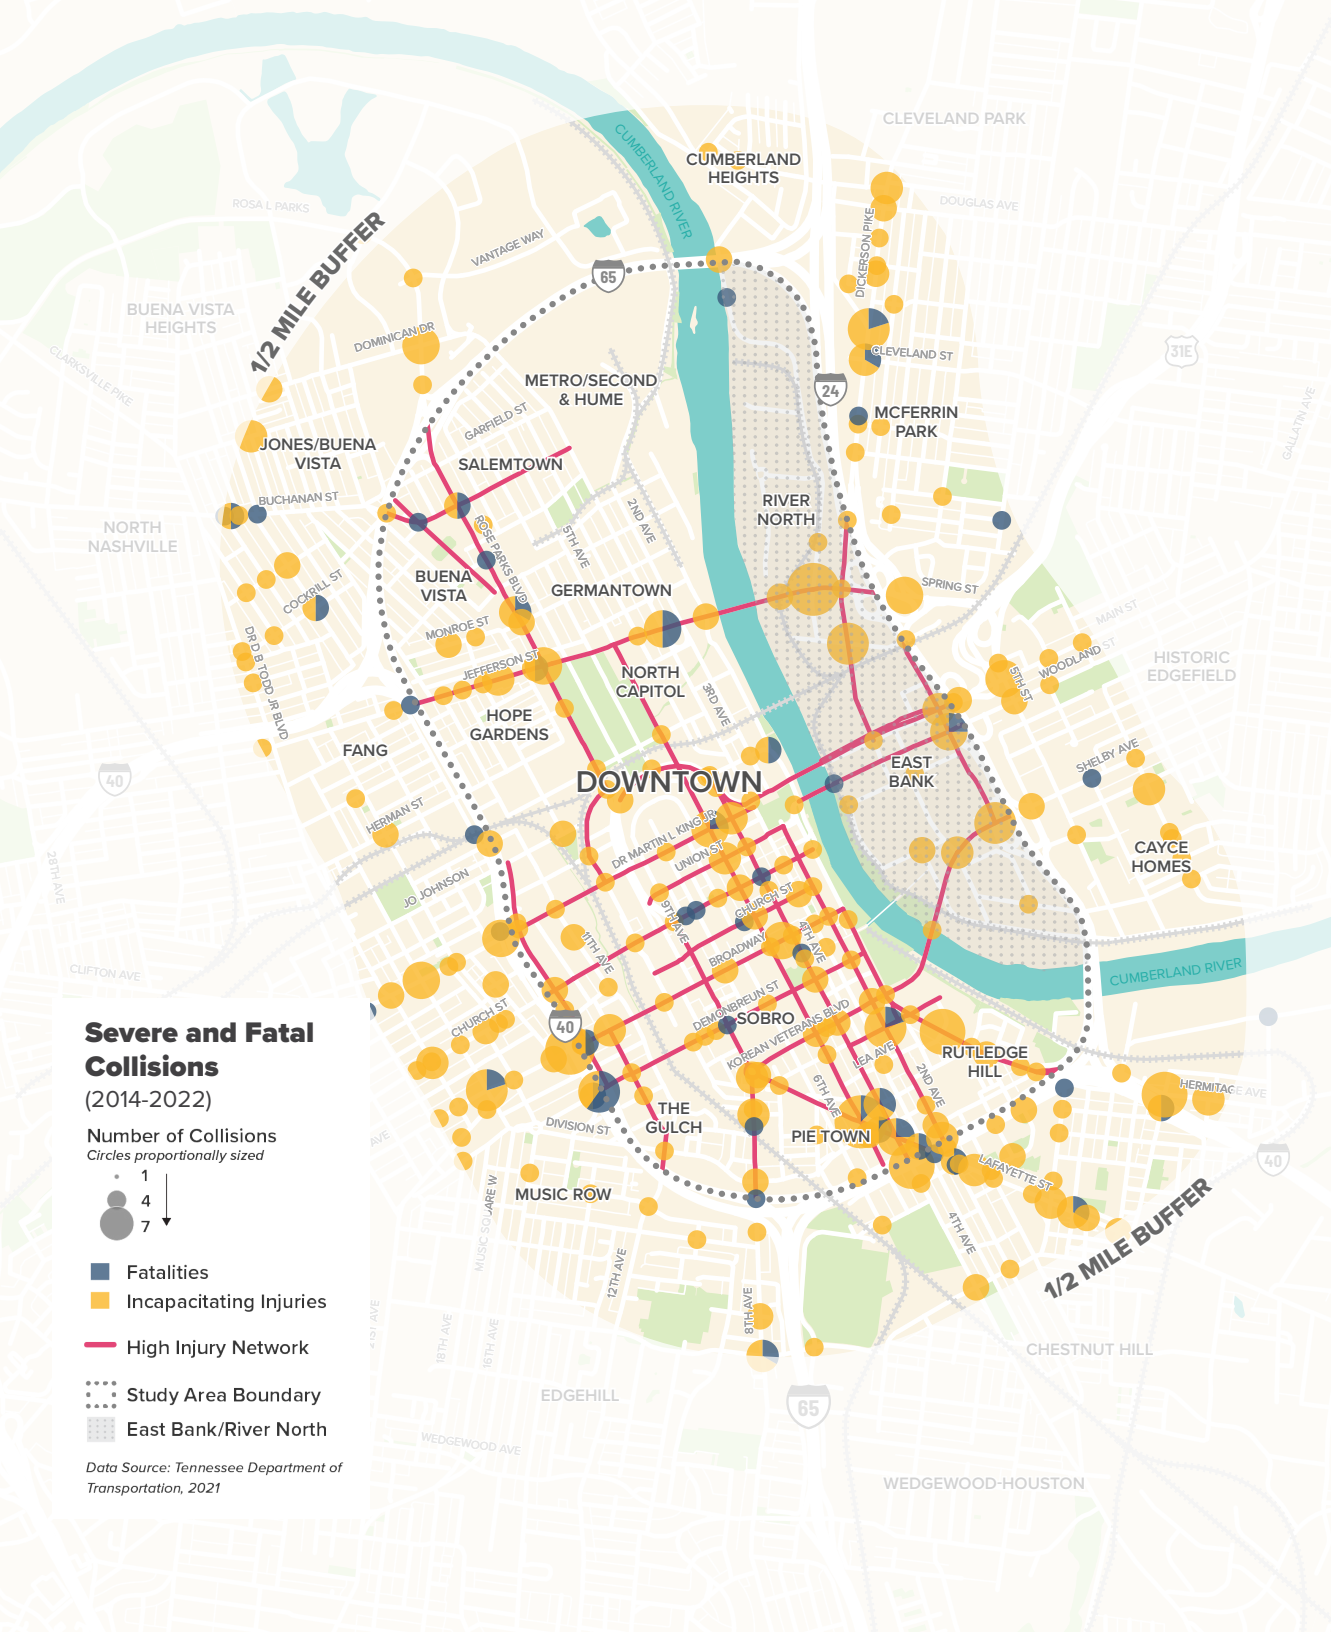 CLEVELAND PARK
CUMBERLAND RIVER
CUMBERLAND
HEIGHTS
ROSA L PARKS
DOUGLAS AVE
DICKERSON PIKE
VANTAGE WAY
65
1/2 MILE BUFFER
BUENA VISTA
HEIGHTS
DOMINICAN DR
CLARKSVILLE PIKE
31E
CLEVELAND ST
METRO/SECOND
& HUME
24
GALLATIN AVE
MCFERRIN
PARK
GARFIELD ST
JONES/BUENA
VISTA
SALEMTOWN
BUCHANAN ST
RIVER
NORTH
2ND AVE
5TH AVE
NORTH
NASHVILLE
ROSE PARKS BLVD
BUENA
VISTA
GERMANTOWN
SPRING ST
COCKRILL ST
MAIN ST
MONROE ST
WOODLAND ST
HISTORIC
EDGEFIELD
DR D B TODD JR BLVD
JEFFERSON ST
NORTH
CAPITOL
5TH ST
3RD AVE
HOPE
GARDENS
FANG
SHELBY AVE
40
DOWNTOWN
EAST
BANK
HERMAN ST
DR MARTIN L KING JR
UNION ST
CAYCE
HOMES
28TH AVE
JO JOHNSON
CHURCH ST
9TH AVE
4TH AVE
11TH AVE
BROADWAY
CLIFTON AVE
CUMBERLAND RIVER
DEMONBREUN ST
CHURCH ST
40
SOBRO
KOREAN VETERANS BLVD
LEA AVE
RUTLEDGE
HILL
2ND AVE
6TH AVE
HERMITAGE AVE
THE
GULCH
DIVISION ST
PIE TOWN
AVE
40
LAFAYETTE ST
MUSIC ROW
MUSIC SQUARE W
4TH AVE
1/2 MILE BUFFER
12TH AVE
8TH AVE
21ST AVE
18TH AVE
16TH AVE
CHESTNUT HILL
EDGEHILL
65
WEDGEWOOD AVE
WEDGEWOOD-HOUSTON
Severe and Fatal
Collisions
(2014-2022)
Number of Collisions
Circles proportionally sized
1
4
7
Fatalities
Incapacitating Injuries
High Injury Network
Study Area Boundary
East Bank/River North
Data Source: Tennessee Department of
Transportation, 2021